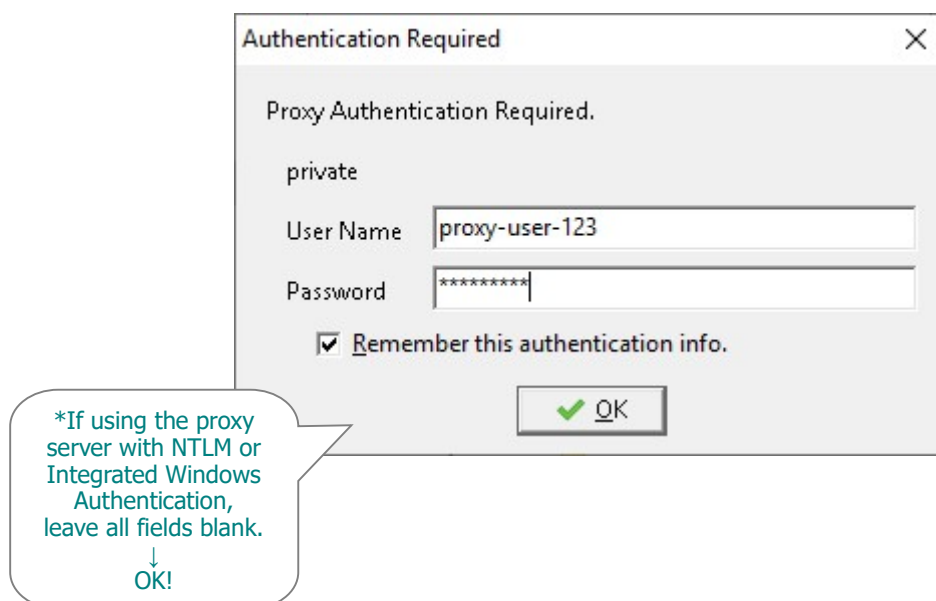 Authentication Required
Proxy Authentication Required.
private
User Name proxy-user-123
Password *********
Remember this authentication info.
OK
*If using the proxy
server with NTLM or
Integrated Windows
Authentication,
leave all fields blank.
↓
OK!